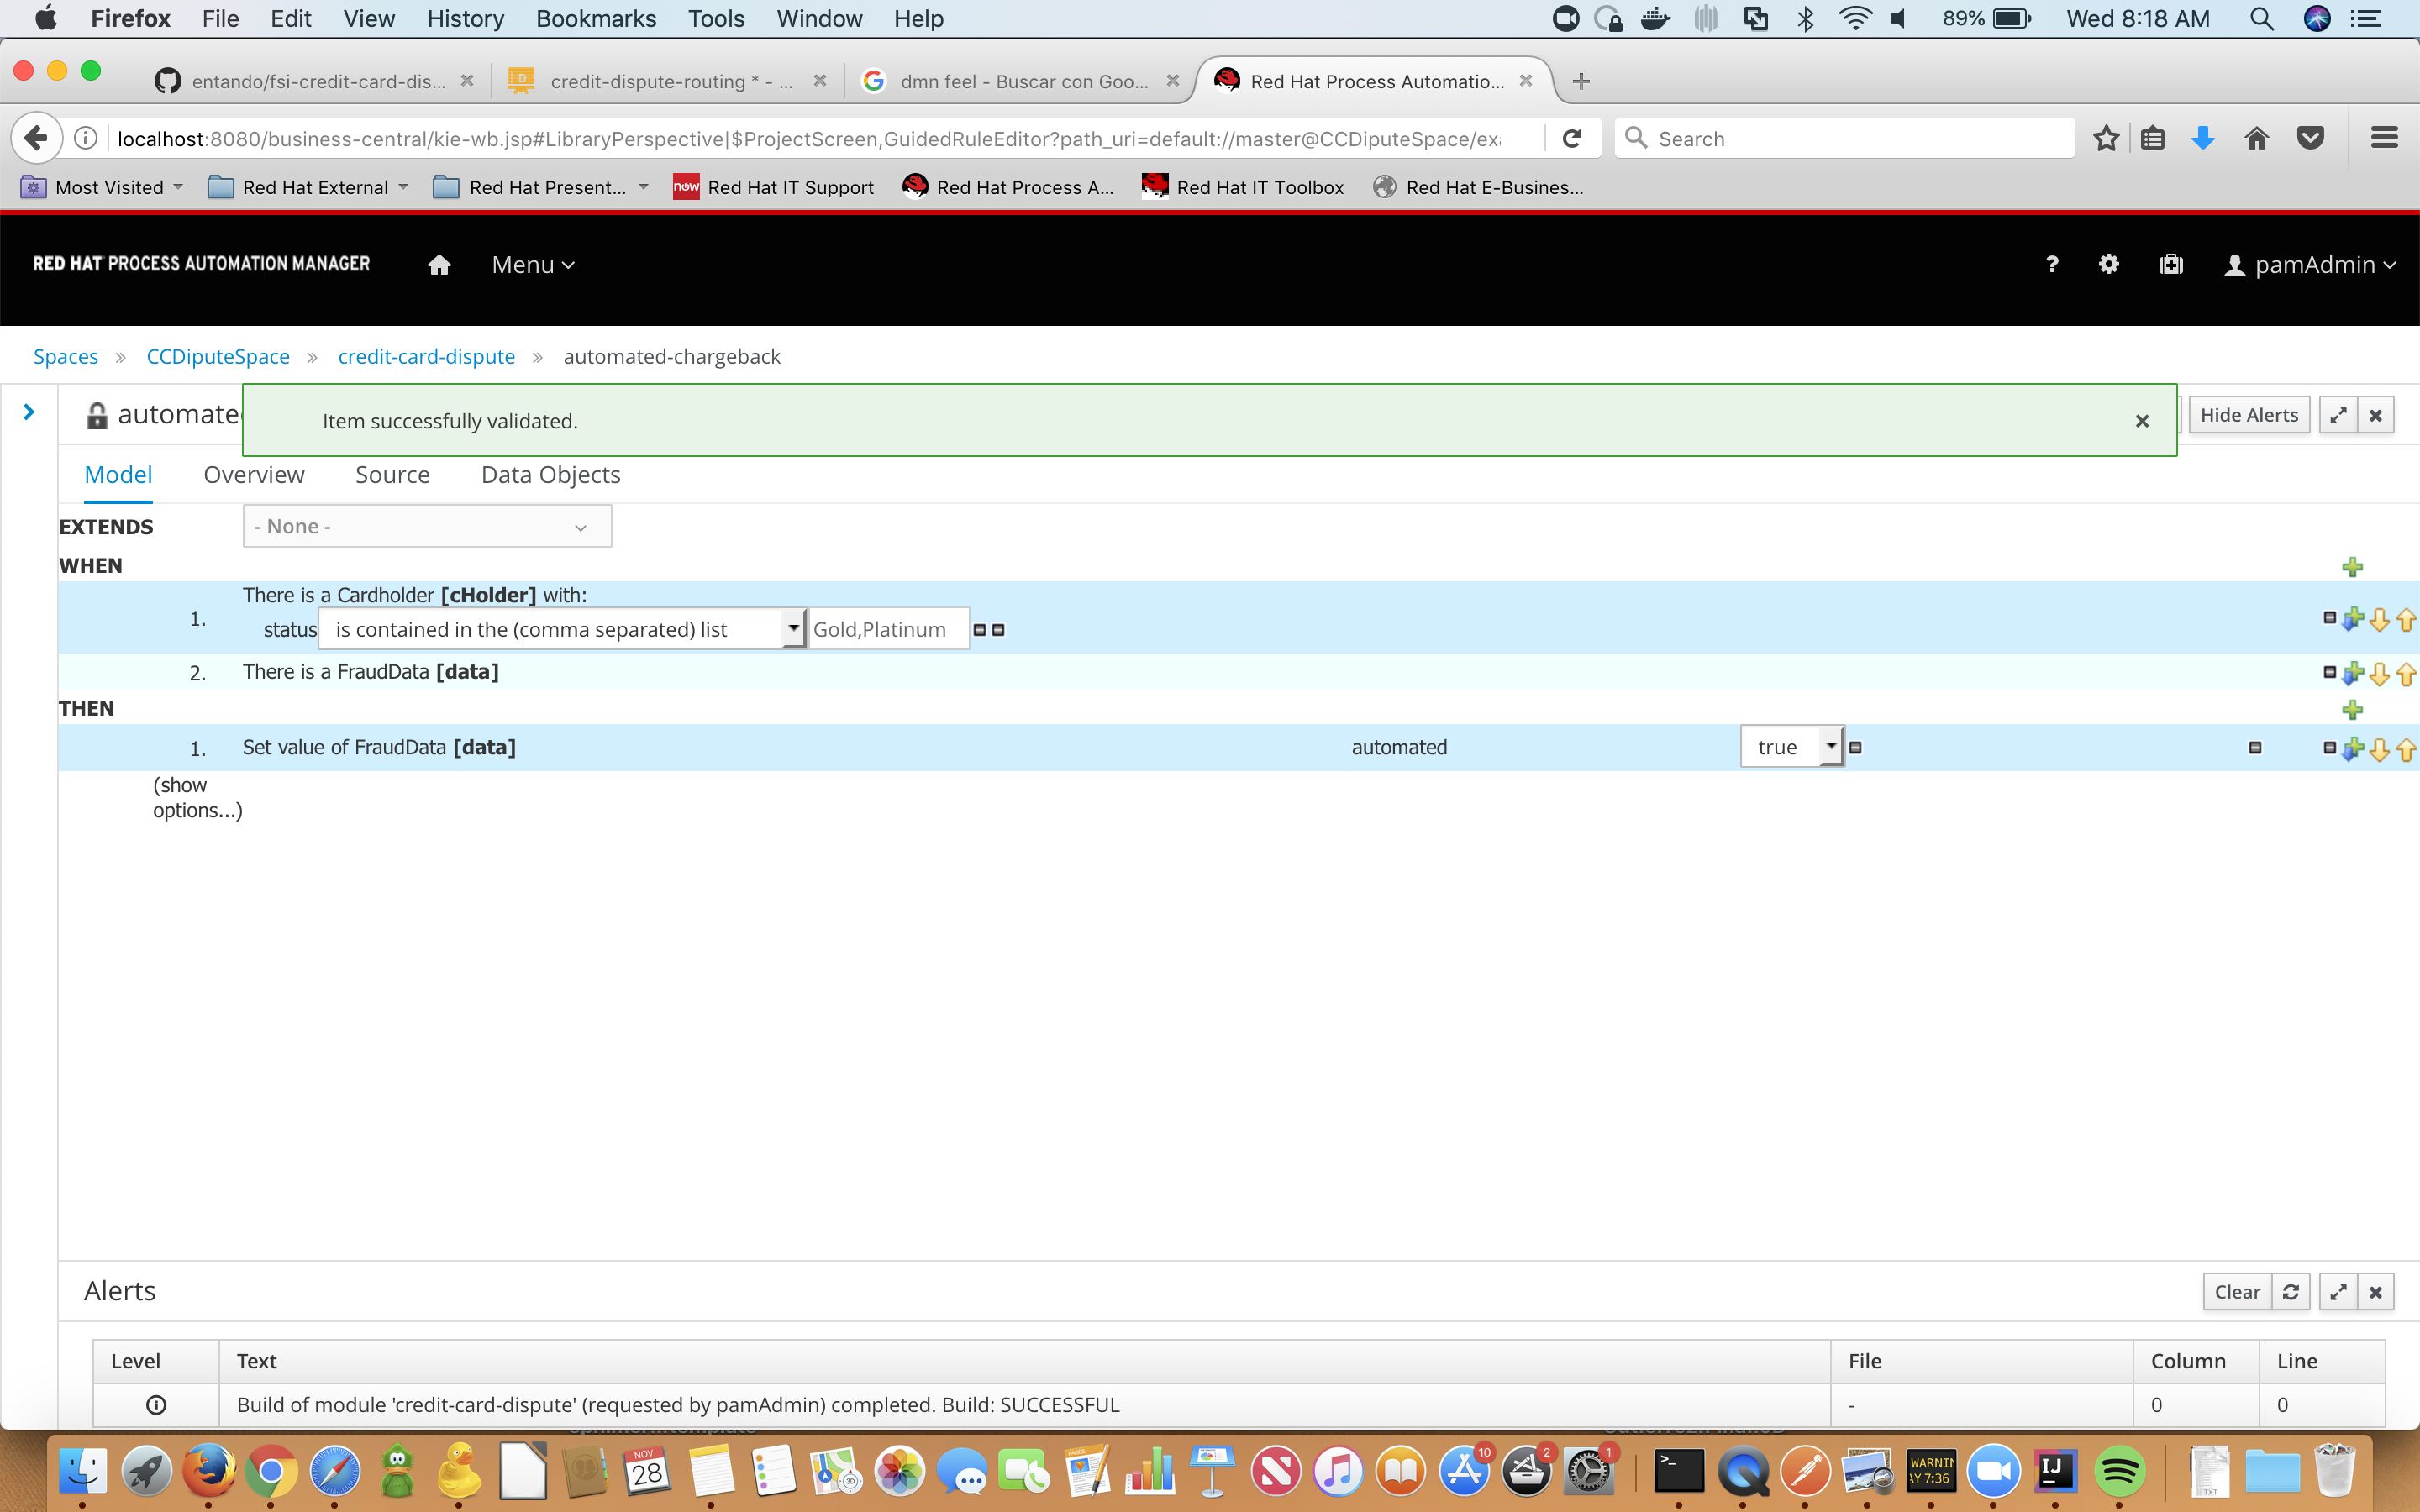 Firefox File Edit View History Bookmarks Tools Window Help 89% Wed 8:18 AM
entando/fsi-credit-card-dis... credit-dispute-routing * - ... dmn feel - Buscar con Goo... Red Hat Process Automatio...
localhost:8080/business-central/kie-wb.jsp#LibraryPerspective|$ProjectScreen,GuidedRuleEditor?path_uri=default://master@CCDiputeSpace/exa Search
Most Visited Red Hat External Red Hat Present... now Red Hat IT Support Red Hat Process A... Red Hat IT Toolbox Red Hat E-Busines...
RED HAT PROCESS AUTOMATION MANAGER Menu ? pamAdmin
Spaces » CCDiputeSpace » credit-card-dispute » automated-chargeback
automate Item successfully validated. × Hide Alerts
Model Overview Source Data Objects
EXTENDS - None -
WHEN
There is a Cardholder [cHolder] with:
1. status is contained in the (comma separated) list Gold,Platinum
2. There is a FraudData [data]
THEN
1. Set value of FraudData [data] automated true
(show
options...)
Alerts Clear
Level Text File Column Line
Build of module 'credit-card-dispute' (requested by pamAdmin) completed. Build: SUCCESSFUL - 0 0
NOV
28
3D
PAGES
10
2
1
>_
WARNIN
AY 7:36
IJ
TXT